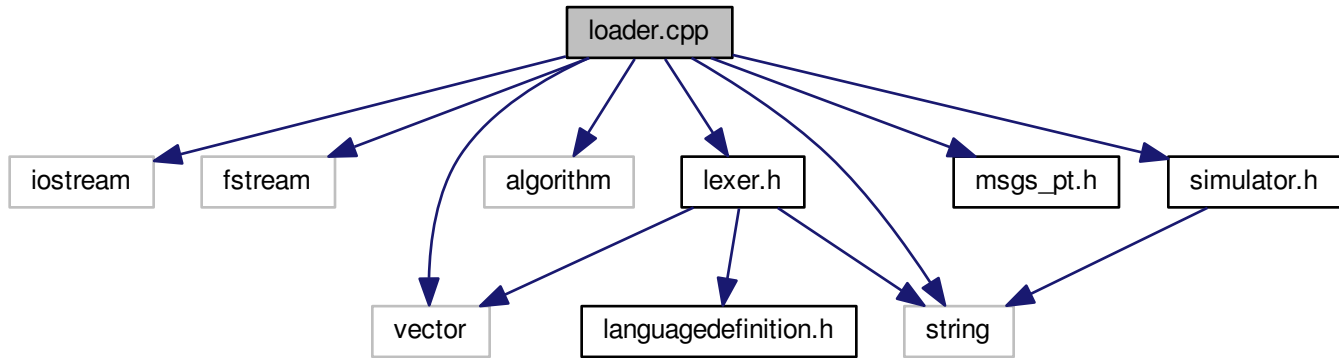 loader.cpp
iostream
fstream
algorithm
lexer.h
msgs_pt.h
simulator.h
vector
languagedefinition.h
string